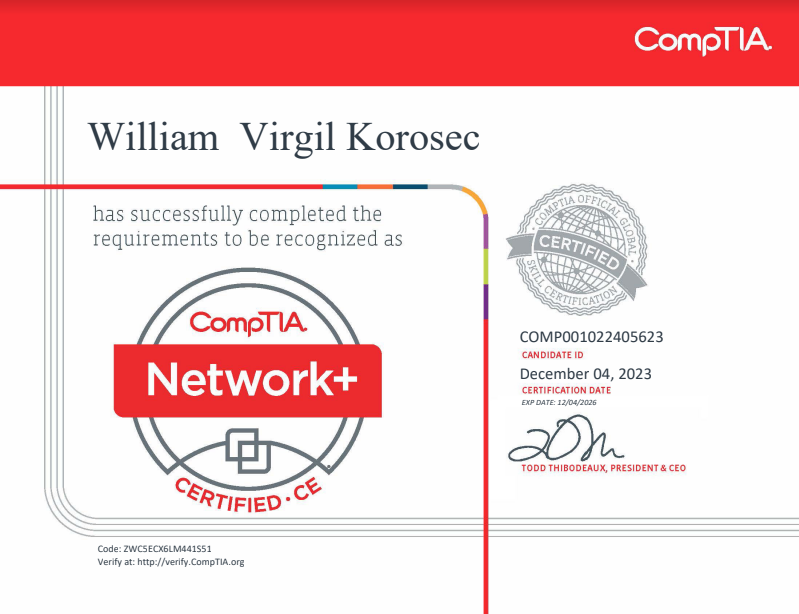 CompTIA.
William Virgil Korosec
has successfully completed the
requirements to be recognized as
COMPTIA OFFICIAL GLOBAL
CERTIFIED
SKILL CERTIFICATION
CompTIA.
Network+
CERTIFIED · CE
COMP001022405623
CANDIDATE ID
December 04, 2023
CERTIFICATION DATE
EXP DATE: 12/04/2026
TODD THIBODEAUX, PRESIDENT & CEO
Code: ZWC5ECX6LM441S51
Verify at: http://verify.CompTIA.org